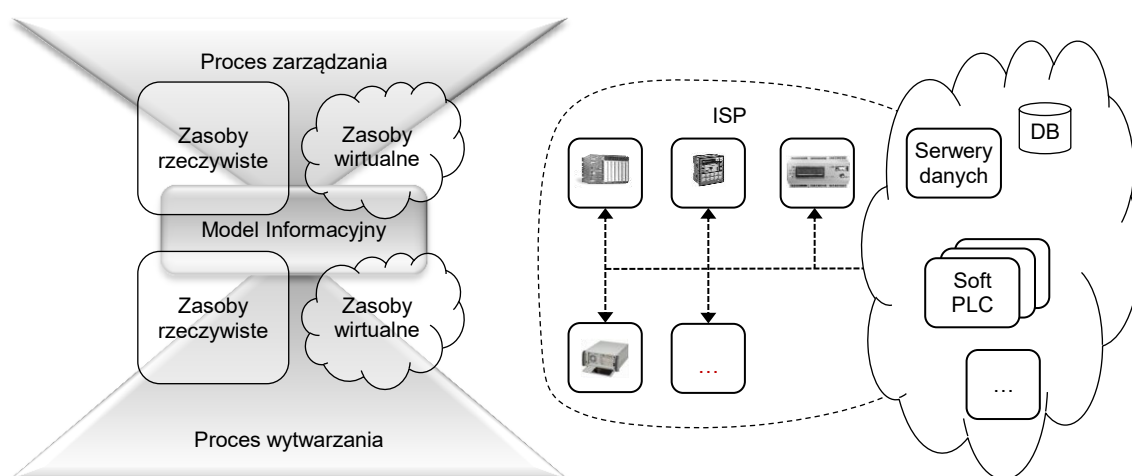 Proces zarządzania
Zasoby
rzeczywiste
Zasoby
wirtualne
Model Informacyjny
Zasoby
rzeczywiste
Zasoby
wirtualne
Proces wytwarzania
ISP
...
Serwery
danych
DB
Soft
PLC
...